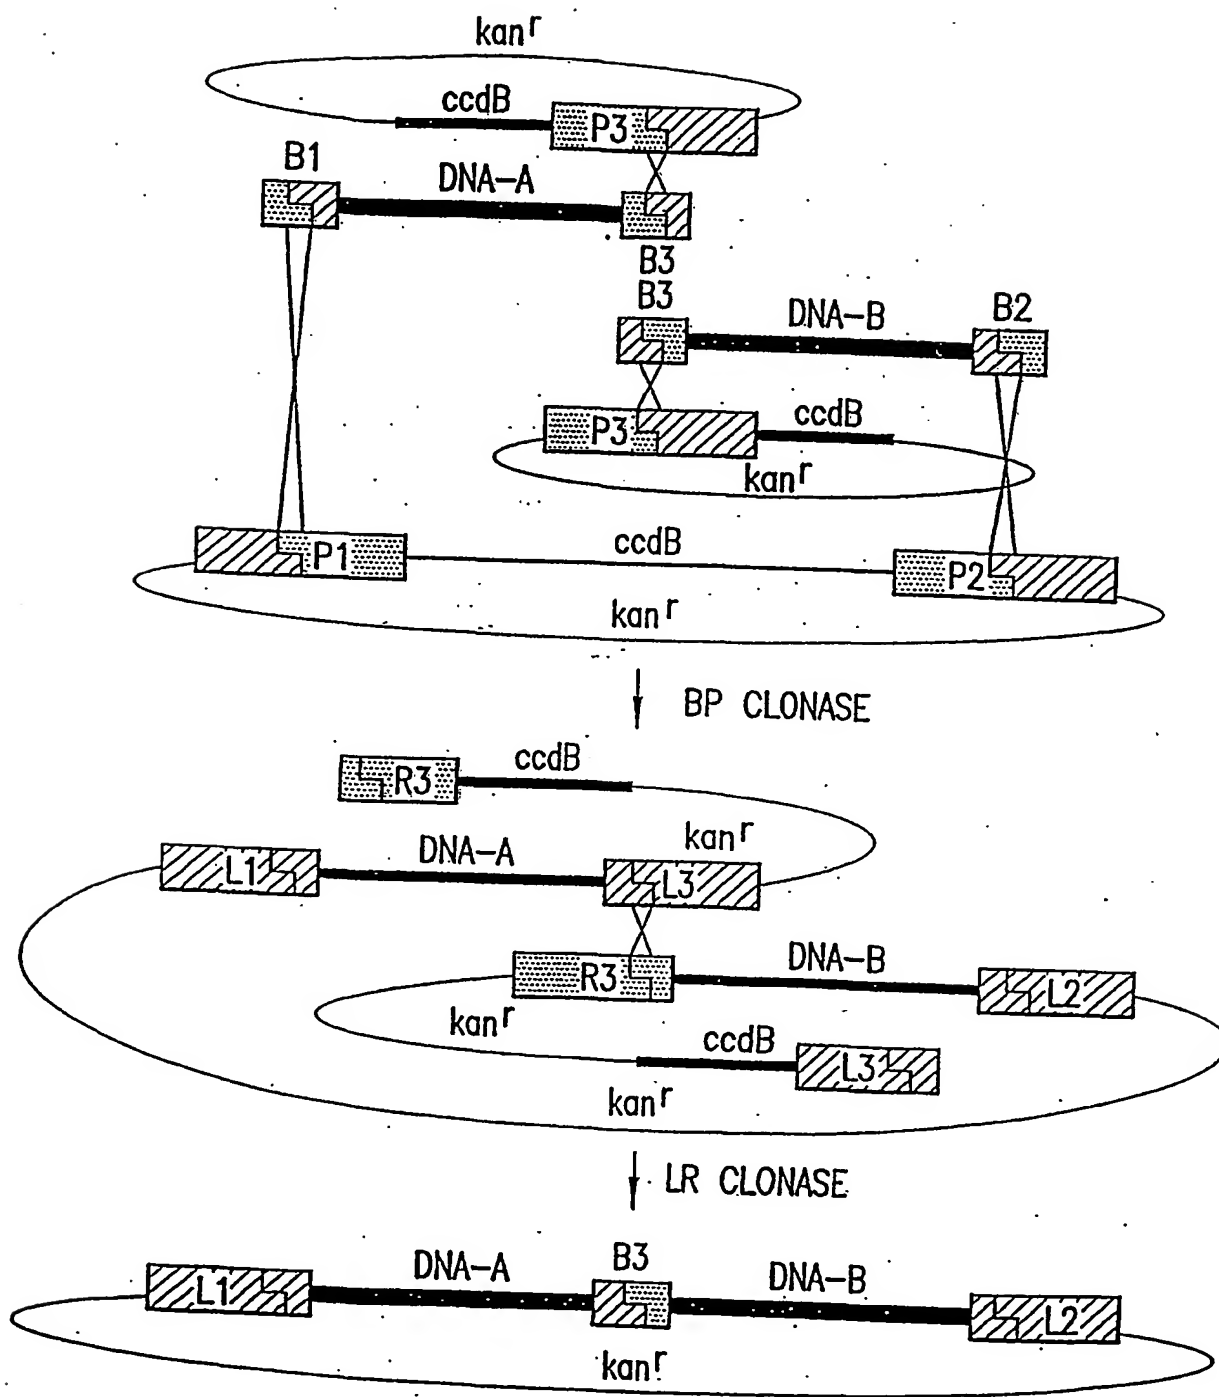 kanr
ccdB
P3
B1
DNA-A
B3
B3
DNA-B
B2
P3
ccdB
kanr
P1
ccdB
P2
kanr
BP CLONASE
R3
ccdB
kanr
L1
DNA-A
L3
R3
DNA-B
L2
kanr
ccdB
L3
kanr
LR CLONASE
L1
DNA-A
B3
DNA-B
L2
kanr